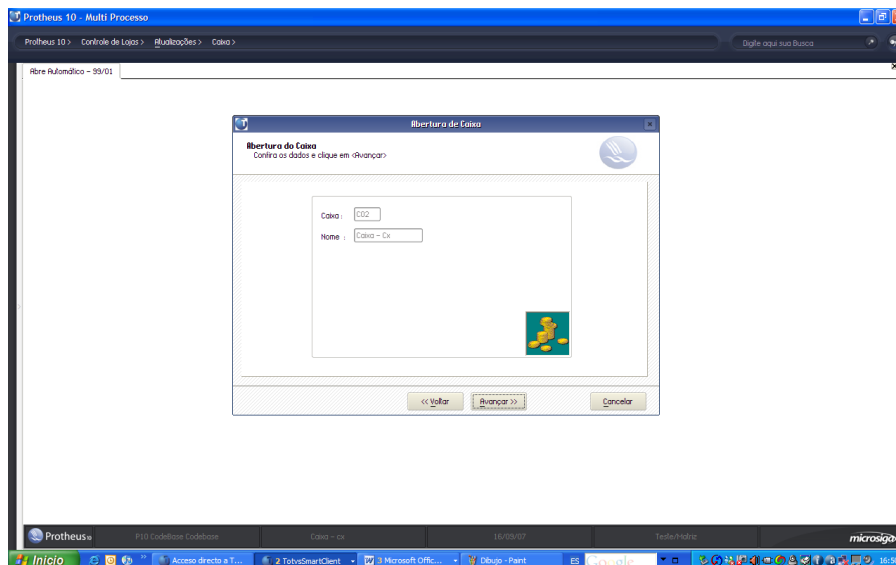 Protheus 10 - Multi Processo
Protheus 10 > Controle de Lojas > Atualizações > Caixa >
Digite aqui sua Busca
Abre Automático - 99/01
Abertura de Caixa
Abertura do Caixa
Confira os dados e clique em <Avançar>
Caixa :
C02
Nome :
Caixa - Cx
<< Voltar
Avançar >>
Cancelar
Protheus 10
P10 CodeBase Codebase
Caixa - cx
16/09/07
Teste/Matriz
microsiga
Inicio
Acceso directo a T...
2 TotvsSmartClient
3 Microsoft Offic...
Dibujo - Paint
ES
Google